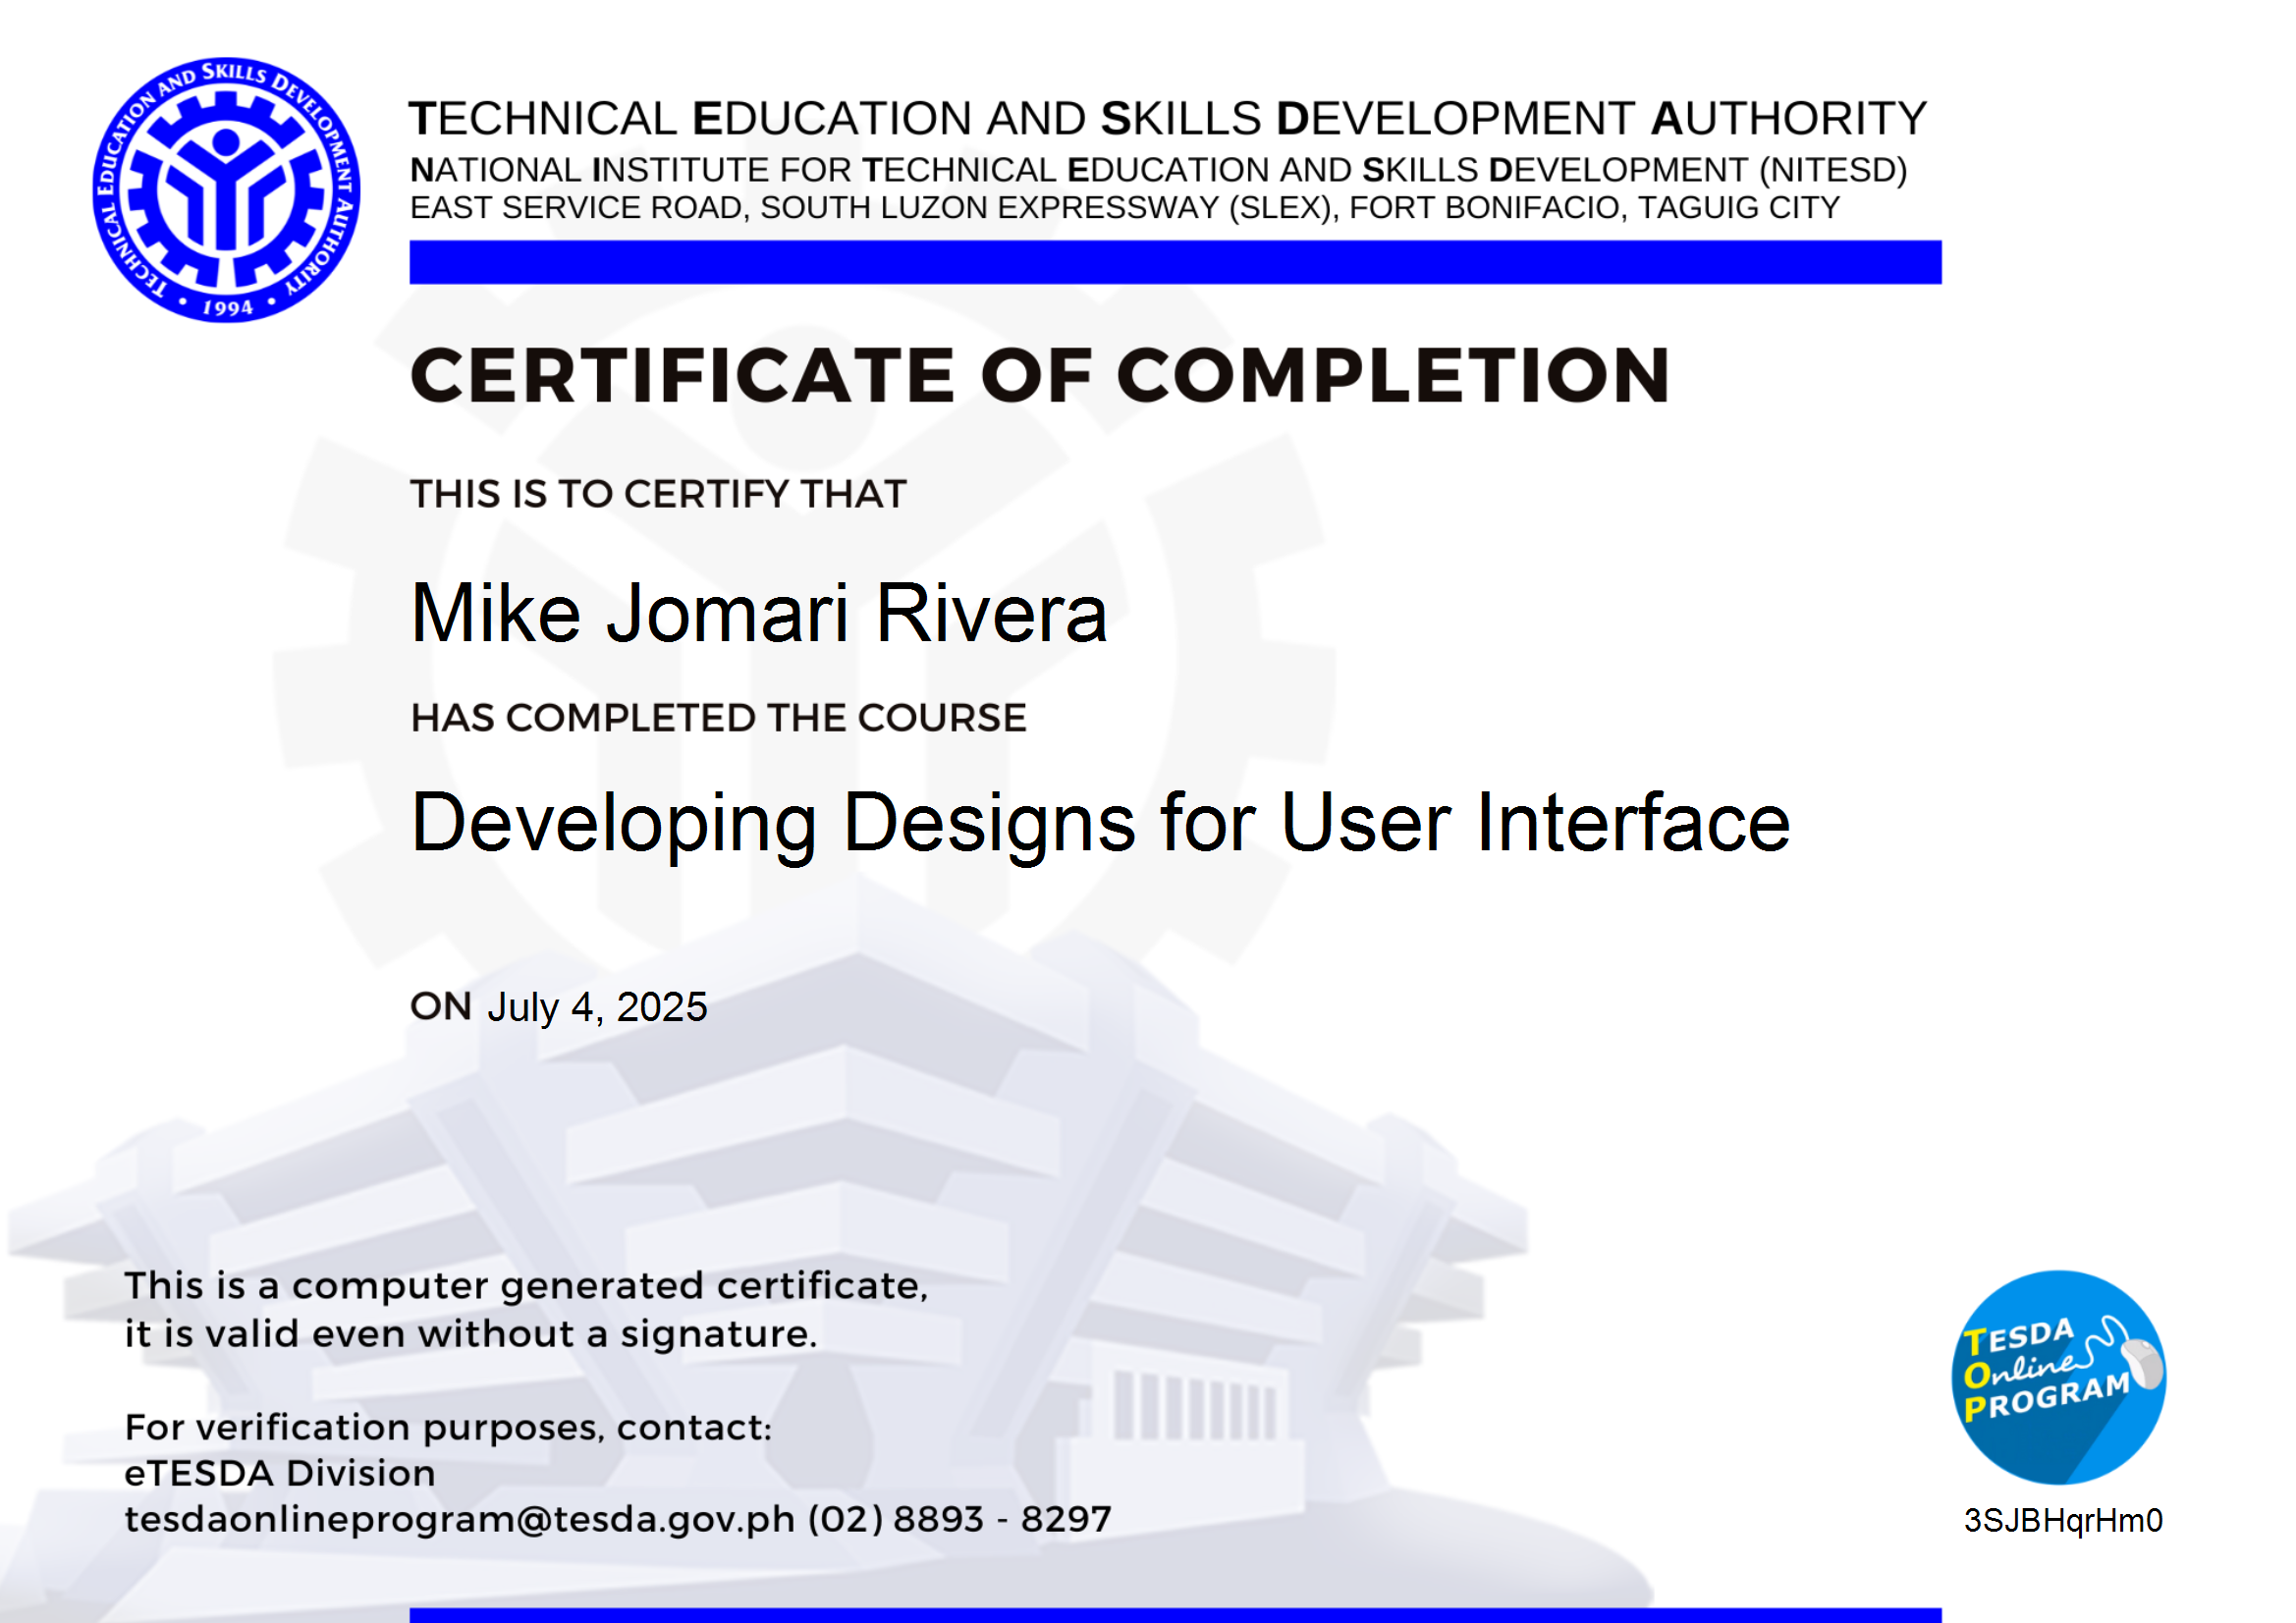 TECHNICAL EDUCATION AND SKILLS DEVELOPMENT AUTHORITY
• 1994 •
TECHNICAL EDUCATION AND SKILLS DEVELOPMENT AUTHORITY
NATIONAL INSTITUTE FOR TECHNICAL EDUCATION AND SKILLS DEVELOPMENT (NITESD)
EAST SERVICE ROAD, SOUTH LUZON EXPRESSWAY (SLEX), FORT BONIFACIO, TAGUIG CITY
CERTIFICATE OF COMPLETION
THIS IS TO CERTIFY THAT
Mike Jomari Rivera
HAS COMPLETED THE COURSE
Developing Designs for User Interface
ON July 4, 2025
This is a computer generated certificate,
it is valid even without a signature.
For verification purposes, contact:
eTESDA Division
tesdaonlineprogram@tesda.gov.ph (02) 8893 - 8297
TESDA
Online
PROGRAM
3SJBHqrHm0